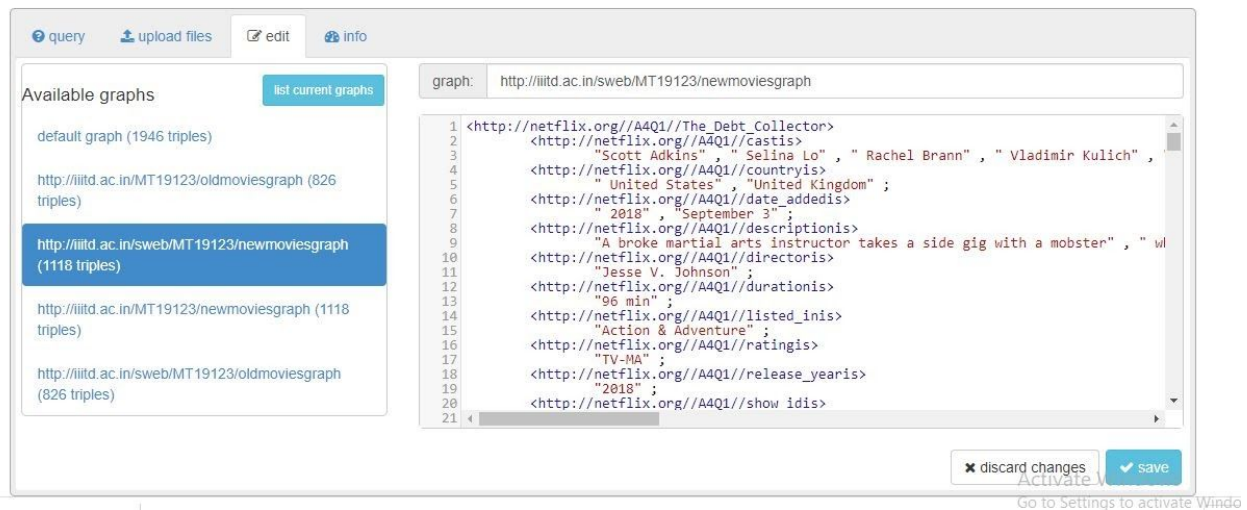 query upload files edit info
Available graphs
list current graphs
default graph (1946 triples)
http://iiitd.ac.in/MT19123/oldmoviesgraph (826
triples)
http://iiitd.ac.in/sweb/MT19123/newmoviesgraph
(1118 triples)
http://iiitd.ac.in/MT19123/newmoviesgraph (1118
triples)
http://iiitd.ac.in/sweb/MT19123/oldmoviesgraph
(826 triples)
graph: http://iiitd.ac.in/sweb/MT19123/newmoviesgraph
1 <http://netflix.org//A4Q1//The_Debt_Collector>
2 <http://netflix.org//A4Q1//castis>
3 "Scott Adkins" , " Selina Lo" , " Rachel Brann" , " Vladimir Kulich" ,
4 <http://netflix.org//A4Q1//countryis>
5 " United States" , "United Kingdom" ;
6 <http://netflix.org//A4Q1//date_addedis>
7 " 2018" , "September 3" ;
8 <http://netflix.org//A4Q1//descriptionis>
9 "A broke martial arts instructor takes a side gig with a mobster" , "
10 <http://netflix.org//A4Q1//directoris>
11 "Jesse V. Johnson" ;
12 <http://netflix.org//A4Q1//durationis>
13 "96 min" ;
14 <http://netflix.org//A4Q1//listed_inis>
15 "Action & Adventure" ;
16 <http://netflix.org//A4Q1//ratingis>
17 "TV-MA" ;
18 <http://netflix.org//A4Q1//release_yearis>
19 "2018" ;
20 <http://netflix.org//A4Q1//show_idis>
21
discard changes save
Activate
Go to Settings to activate